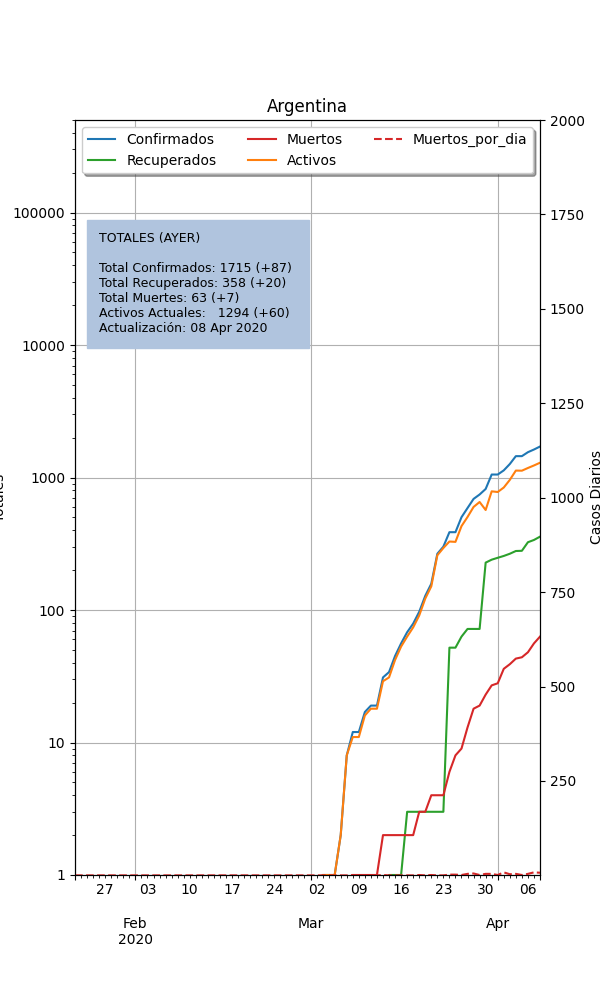 Argentina
Confirmados
Recuperados
Muertos
Activos
Muertos_por_dia
TOTALES (AYER)
Total Confirmados: 1715 (+87)
Total Recuperados: 358 (+20)
Total Muertes: 63 (+7)
Activos Actuales: 1294 (+60)
Actualización: 08 Apr 2020
100000
10000
1000
100
10
1
2000
1750
1500
1250
1000
750
500
250
Casos Diarios
27 03 10 17 24 02 09 16 23 30 06
Feb Mar Apr
2020